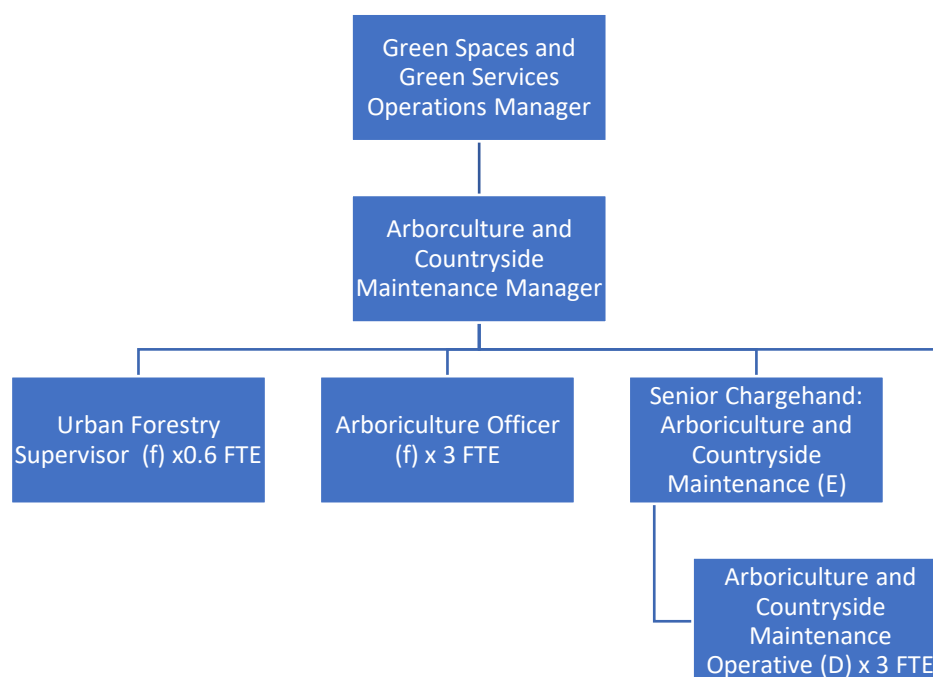 Green Spaces and
Green Services
Operations Manager
Arborculture and
Countryside
Maintenance Manager
Urban Forestry
Supervisor  (f) x0.6 FTE
Arboriculture Officer
(f) x 3 FTE
Senior Chargehand:
Arboriculture and
Countryside
Maintenance (E)
Arboriculture and
Countryside
Maintenance
Operative (D) x 3 FTE